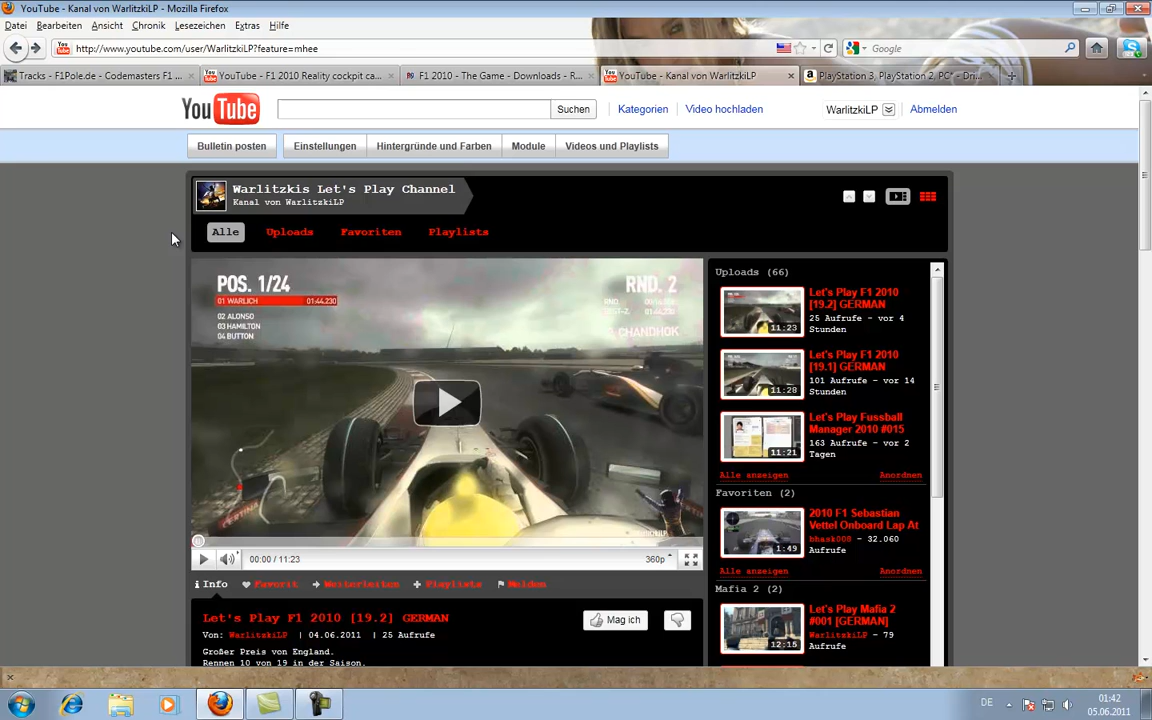 YouTube - Kanal von WarlitzkiLP - Mozilla Firefox
Datei Bearbeiten Ansicht Chronik Lesezeichen Extras Hilfe
http://www.youtube.com/user/WarlitzkiLP?feature=mhee
Google
Tracks - F1Pole.de - Codemasters F1 ...
YouTube - F1 2010 Reality cockpit ca...
F1 2010 - The Game - Downloads - R...
YouTube - Kanal von WarlitzkiLP
PlayStation 3, PlayStation 2, PC* - Dri...
YouTube
Suchen
Kategorien
Video hochladen
WarlitzkiLP
Abmelden
Bulletin posten
Einstellungen
Hintergründe und Farben
Module
Videos und Playlists
Warlitzkis Let's Play Channel
Kanal von WarlitzkiLP
Alle Uploads Favoriten Playlists
POS. 1/24
01 WARLICH 01:44.230
02 ALONSO
03 HAMILTON
04 BUTTON
RND. 2
CHANDHOK
00:00 / 11:23
360p
Info Favorit Weiterleiten Playlists Melden
Let's Play F1 2010 [19.2] GERMAN
Von: WarlitzkiLP | 04.06.2011 | 25 Aufrufe
Mag ich
Großer Preis von England.
Rennen 10 von 19 in der Saison.
Uploads (66)
11:23
Let's Play F1 2010
[19.2] GERMAN
25 Aufrufe - vor 4
Stunden
11:28
Let's Play F1 2010
[19.1] GERMAN
101 Aufrufe - vor 14
Stunden
11:21
Let's Play Fussball
Manager 2010 #015
163 Aufrufe - vor 2
Tagen
Alle anzeigen Anordnen
Favoriten (2)
1:49
2010 F1 Sebastian
Vettel Onboard Lap At
bhask008 - 32.060
Aufrufe
Alle anzeigen Anordnen
Mafia 2 (2)
12:15
Let's Play Mafia 2
#001 [GERMAN]
WarlitzkiLP - 79
Aufrufe
DE
01:42
05.06.2011